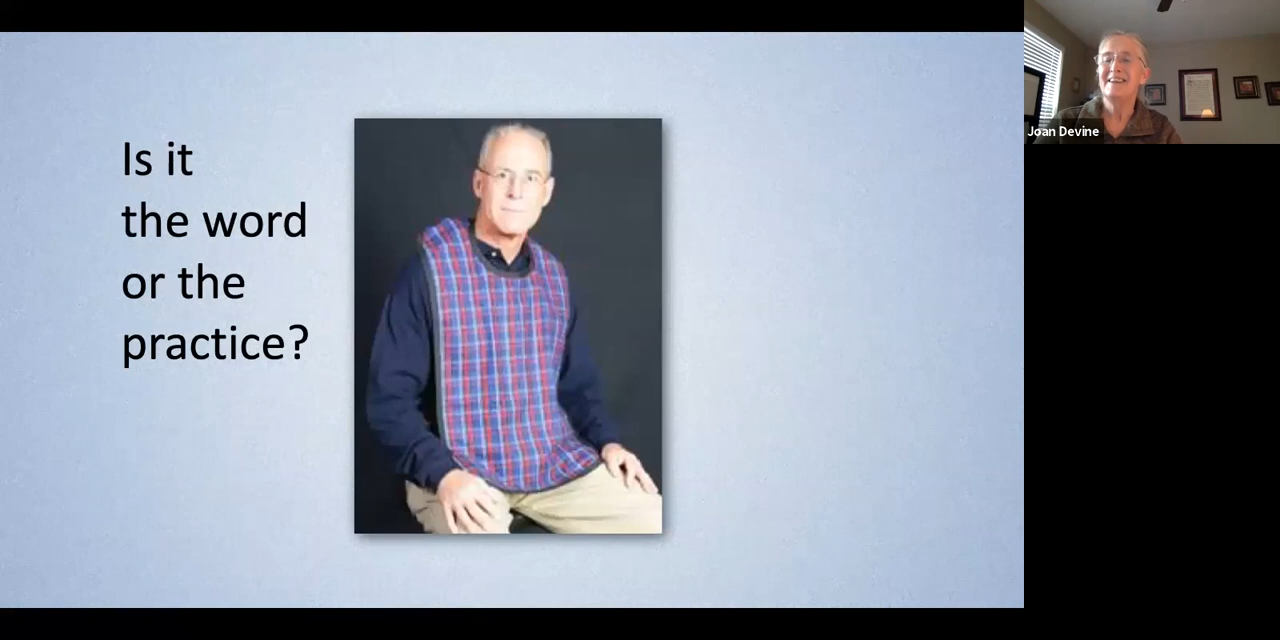 Is it
the word
or the
practice?
Joan Devine